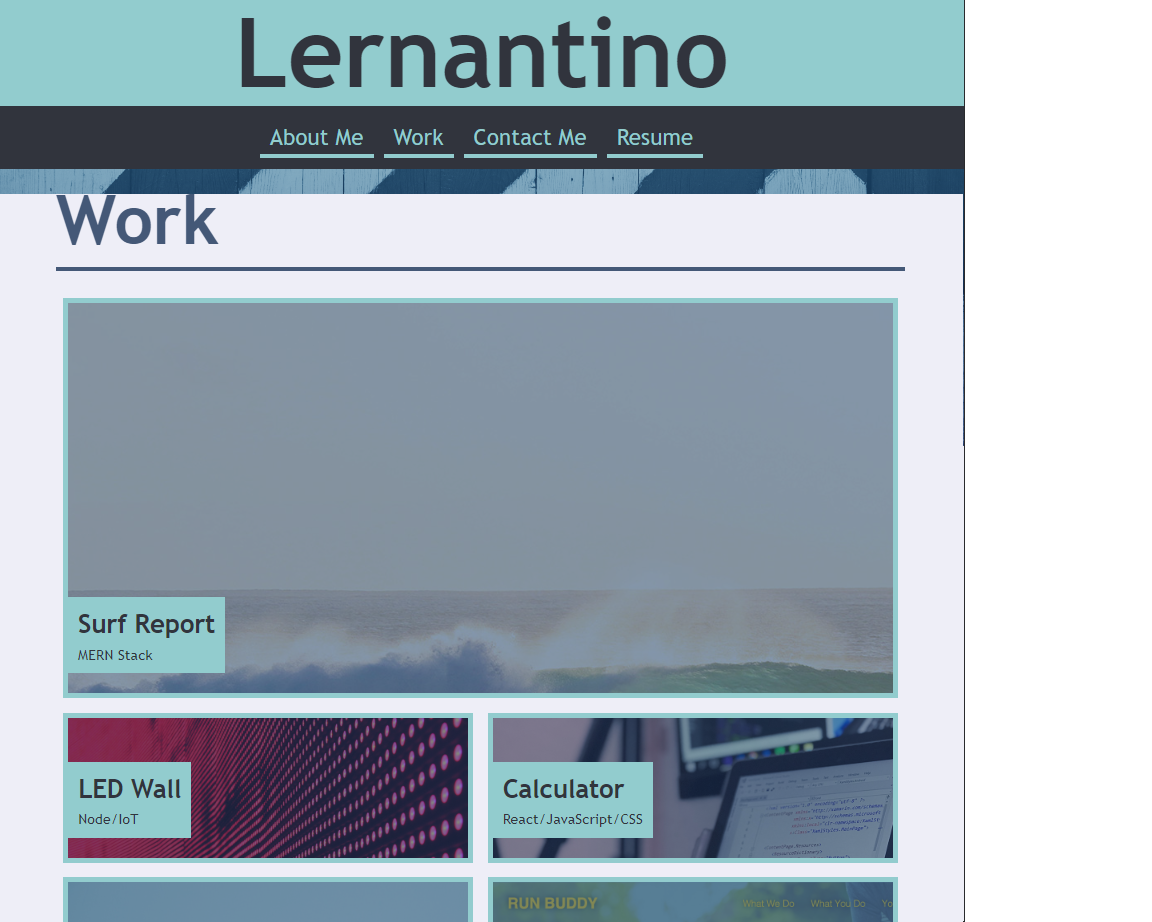 Lernantino
About Me Work Contact Me Resume
Work
Surf Report
MERN Stack
LED Wall
Node/IoT
Calculator
React/JavaScript/CSS
RUN BUDDY What We Do What You Do Yo